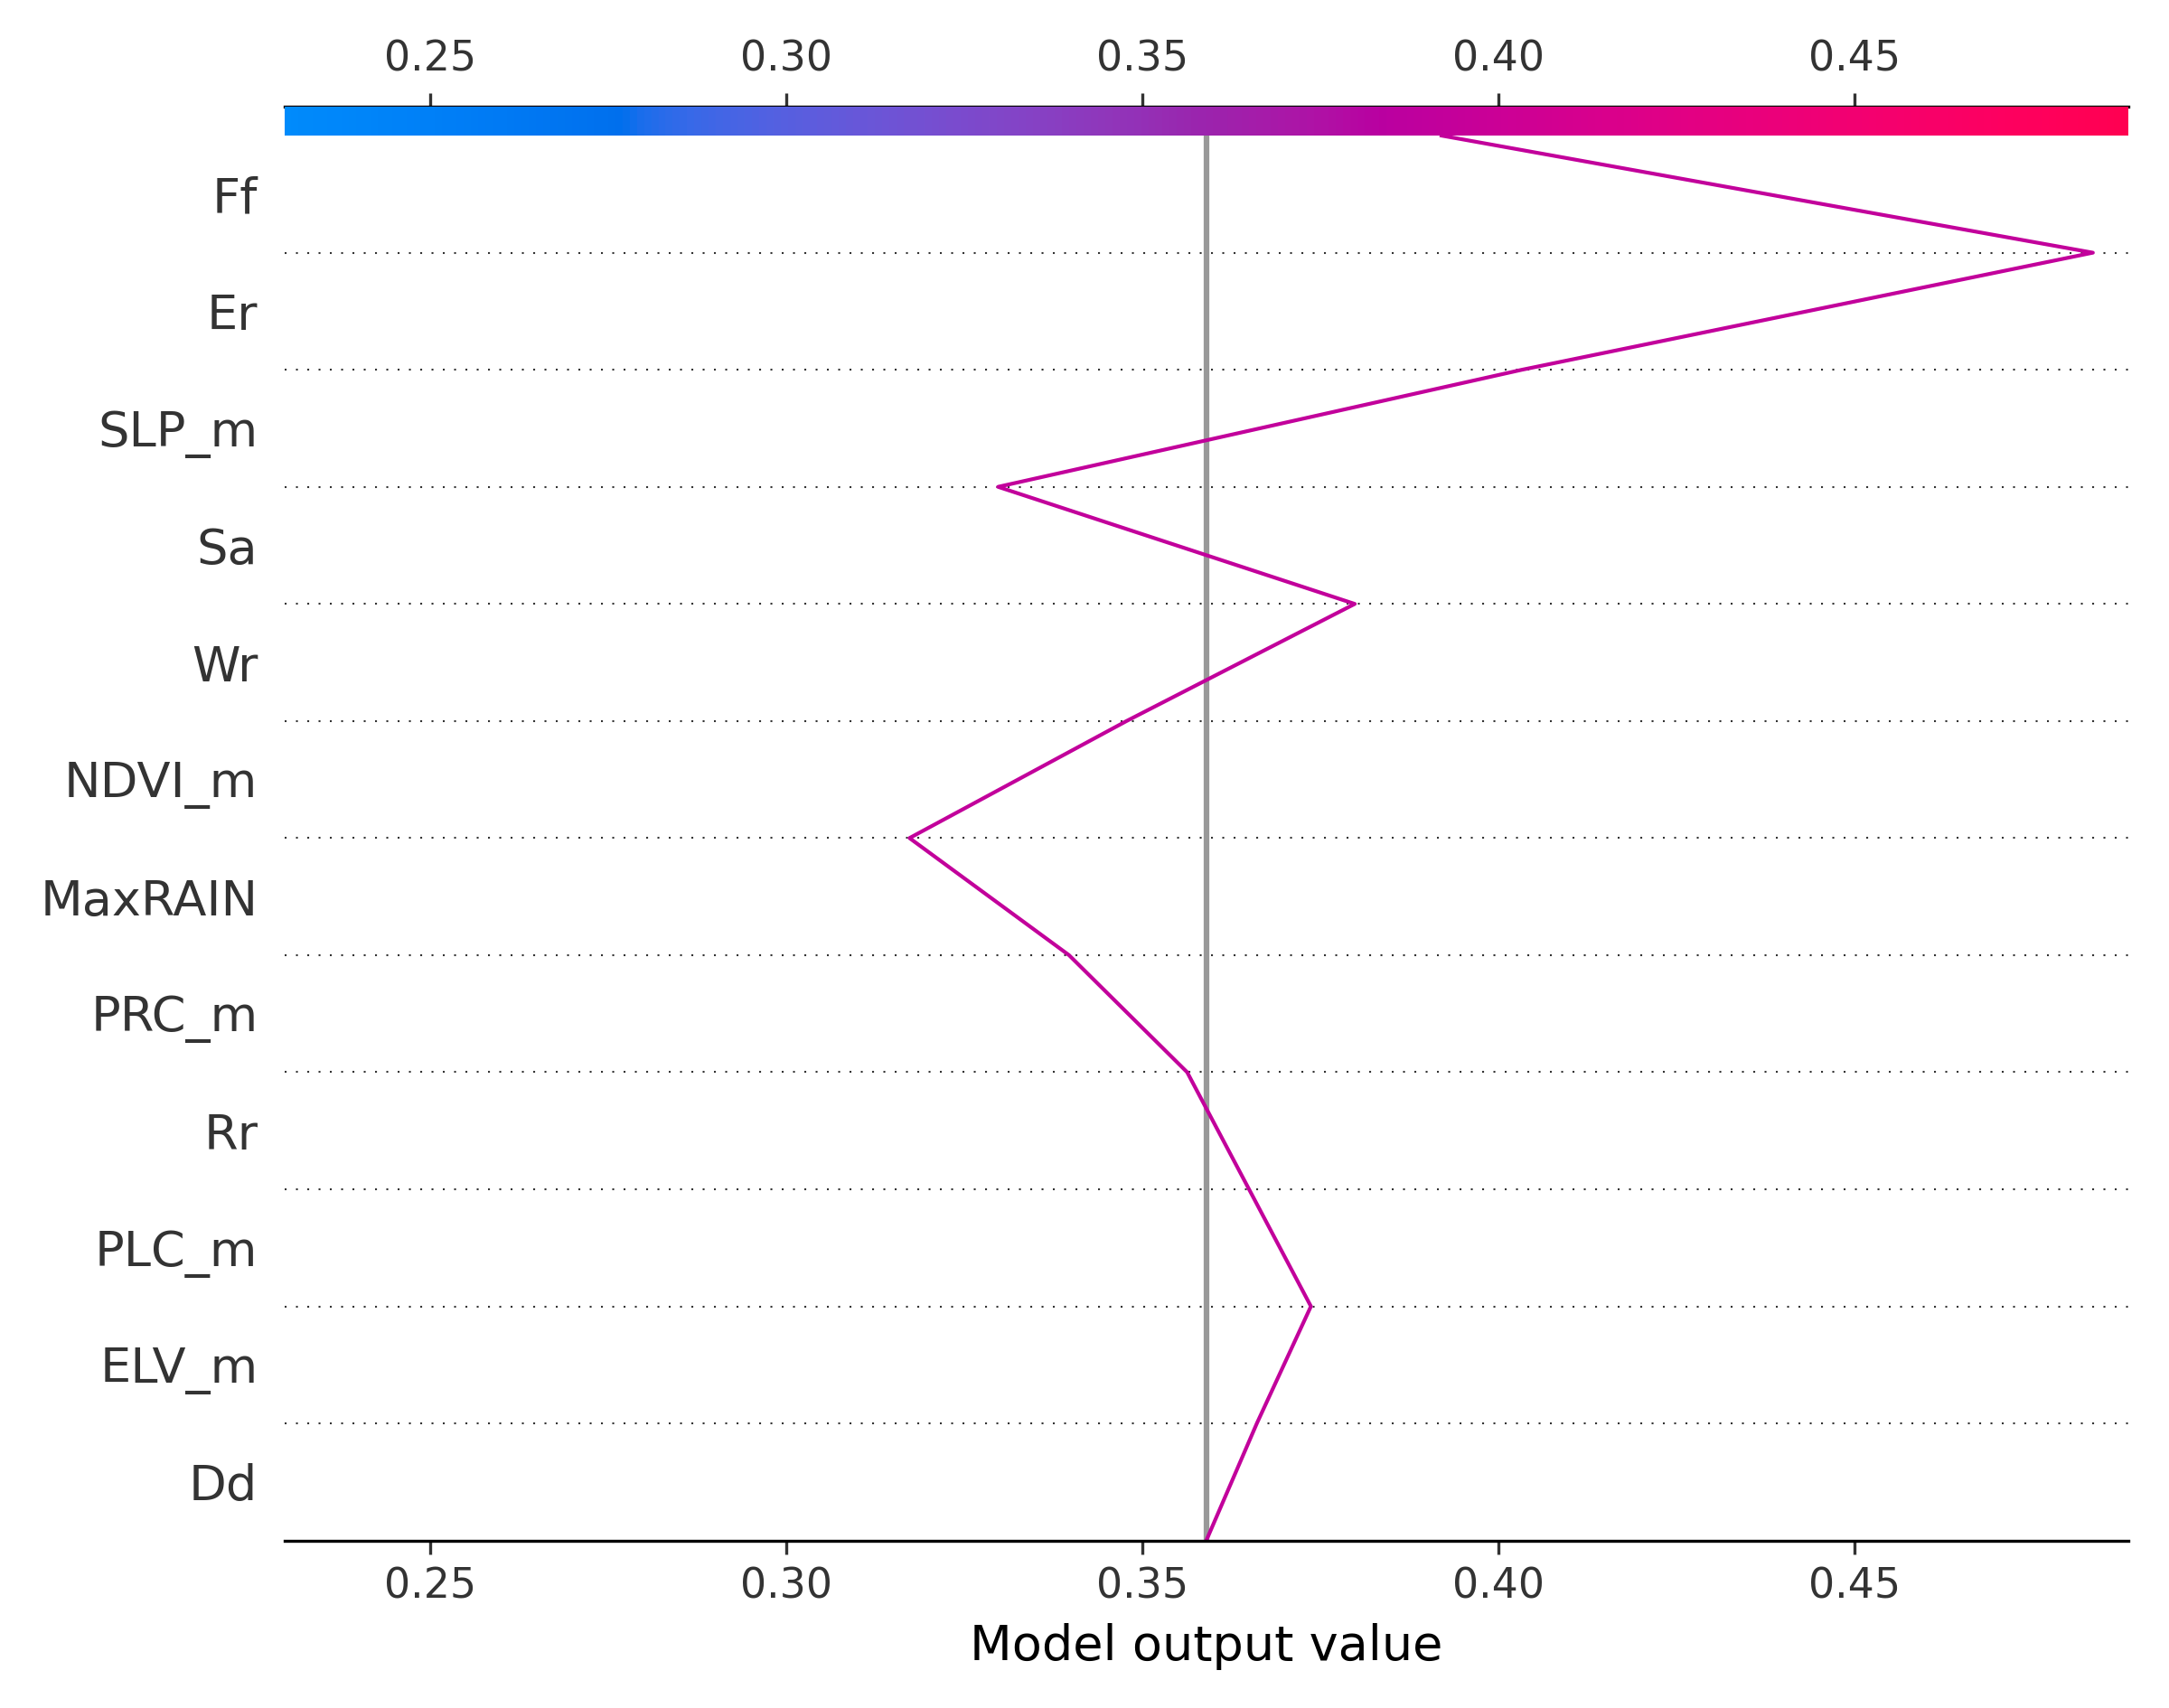 0.25 0.30 0.35 0.40 0.45
Ff
Er
SLP_m
Sa
Wr
NDVI_m
MaxRAIN
PRC_m
Rr
PLC_m
ELV_m
Dd
0.25 0.30 0.35 0.40 0.45
Model output value